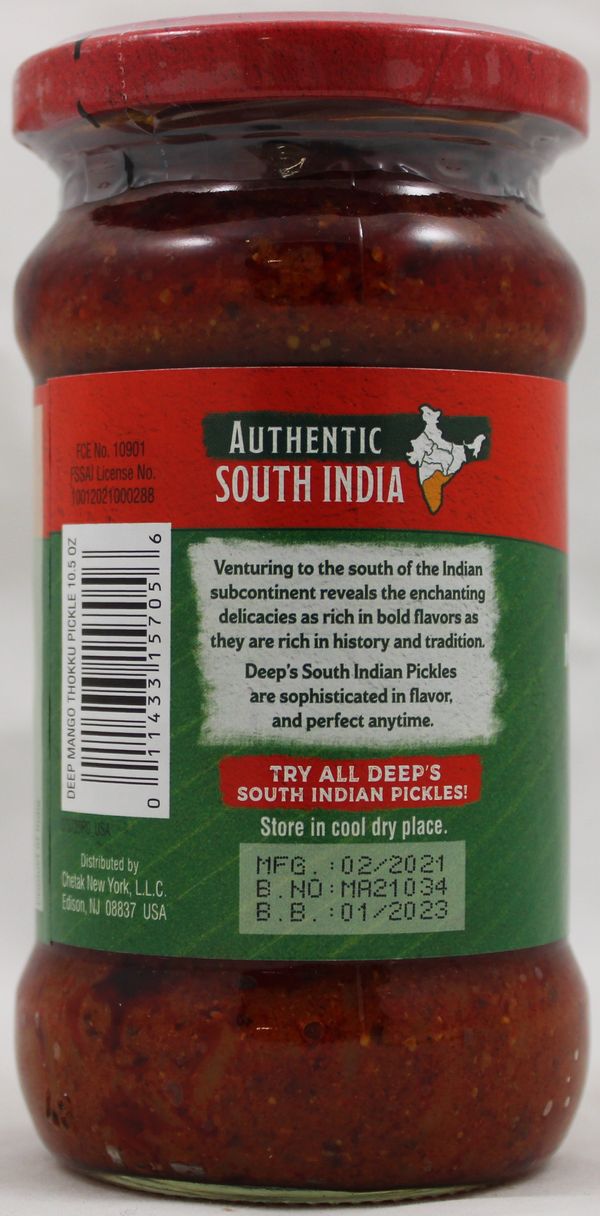 FCE No. 10901
FSSAI License No.
10012021000288
AUTHENTIC
SOUTH INDIA
DEEP MANGO THOKKU PICKLE 10.5 OZ
0 11433 15705 6
Venturing to the south of the Indian
subcontinent reveals the enchanting
delicacies as rich in bold flavors as
they are rich in history and tradition.
Deep's South Indian Pickles
are sophisticated in flavor,
and perfect anytime.
TRY ALL DEEP'S
SOUTH INDIAN PICKLES!
Store in cool dry place.
USA
Distributed by
Chetak New York, L.L.C.
Edison, NJ 08837 USA
MFG. :02/2021
B.NO:MA21034
B.B. :01/2023